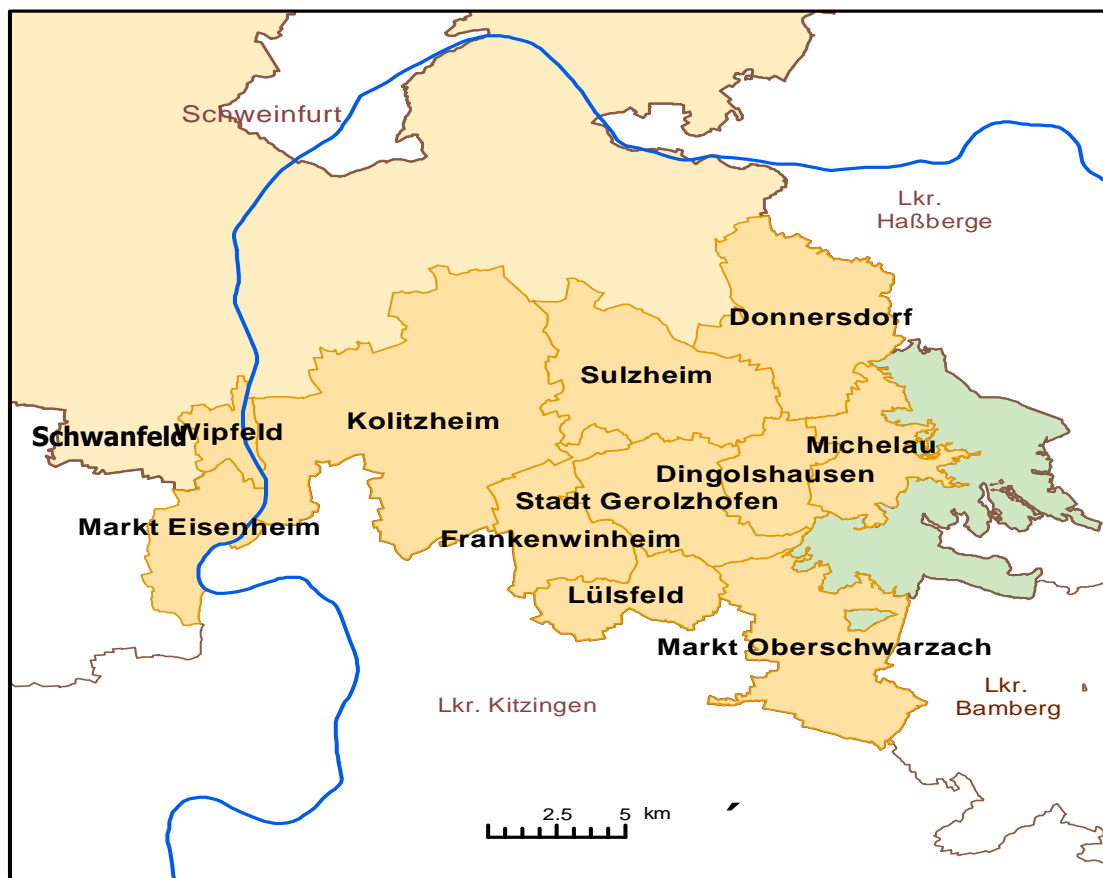 Schweinfurt
Lkr.
Haßberge
Donnersdorf
Sulzheim
Kolitzheim
Schwanfeld
Wipfeld
Michelau
Dingolshausen
Stadt Gerolzhofen
Markt Eisenheim
Frankenwinheim
Lülsfeld
Markt Oberschwarzach
Lkr. Kitzingen
Lkr.
Bamberg
2.5 5 km